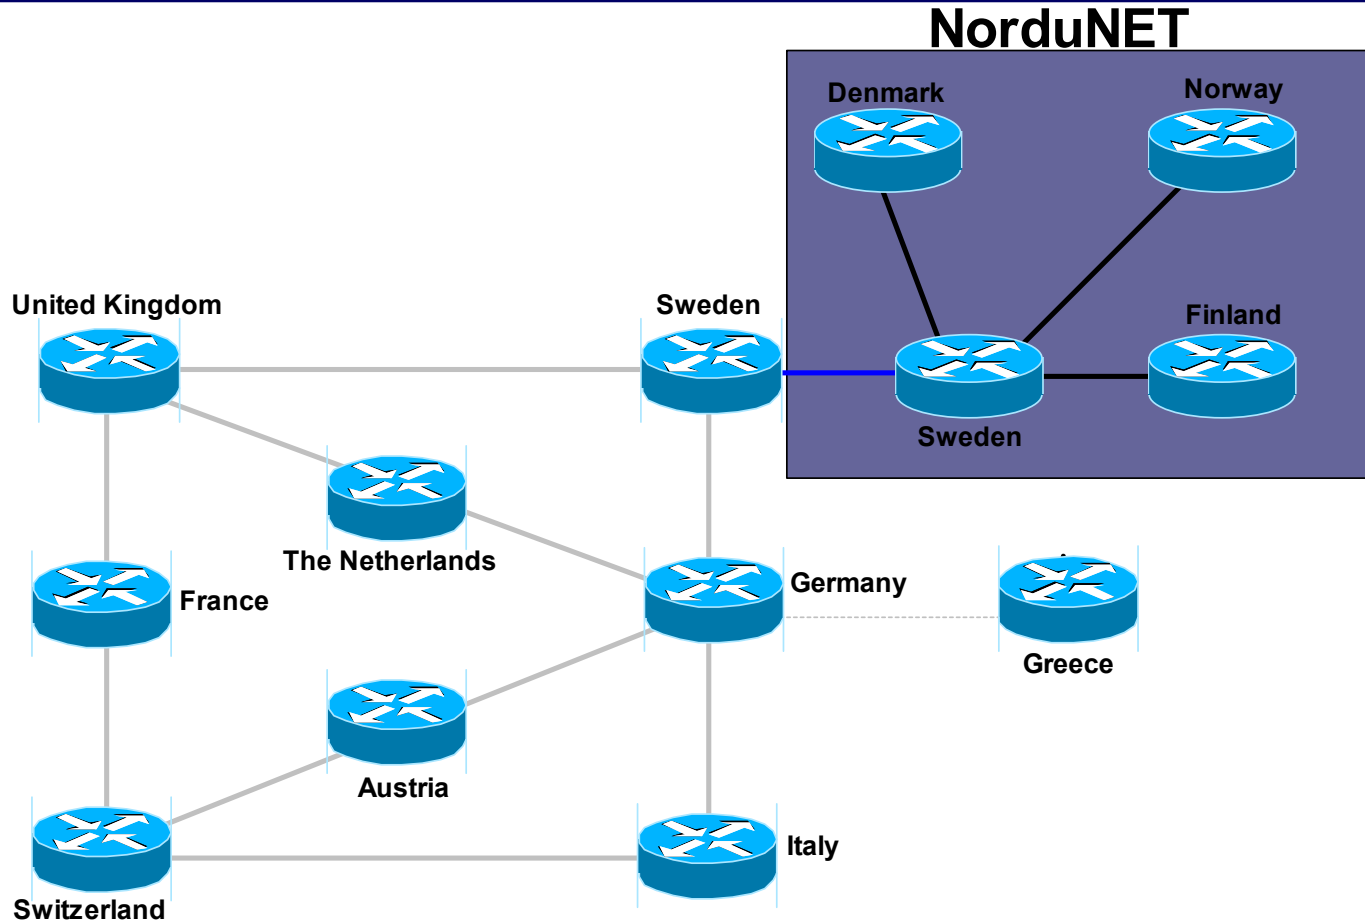 NorduNET
Denmark
Norway
United Kingdom
Sweden
Finland
Sweden
The Netherlands
Germany
France
Greece
Austria
Italy
Switzerland